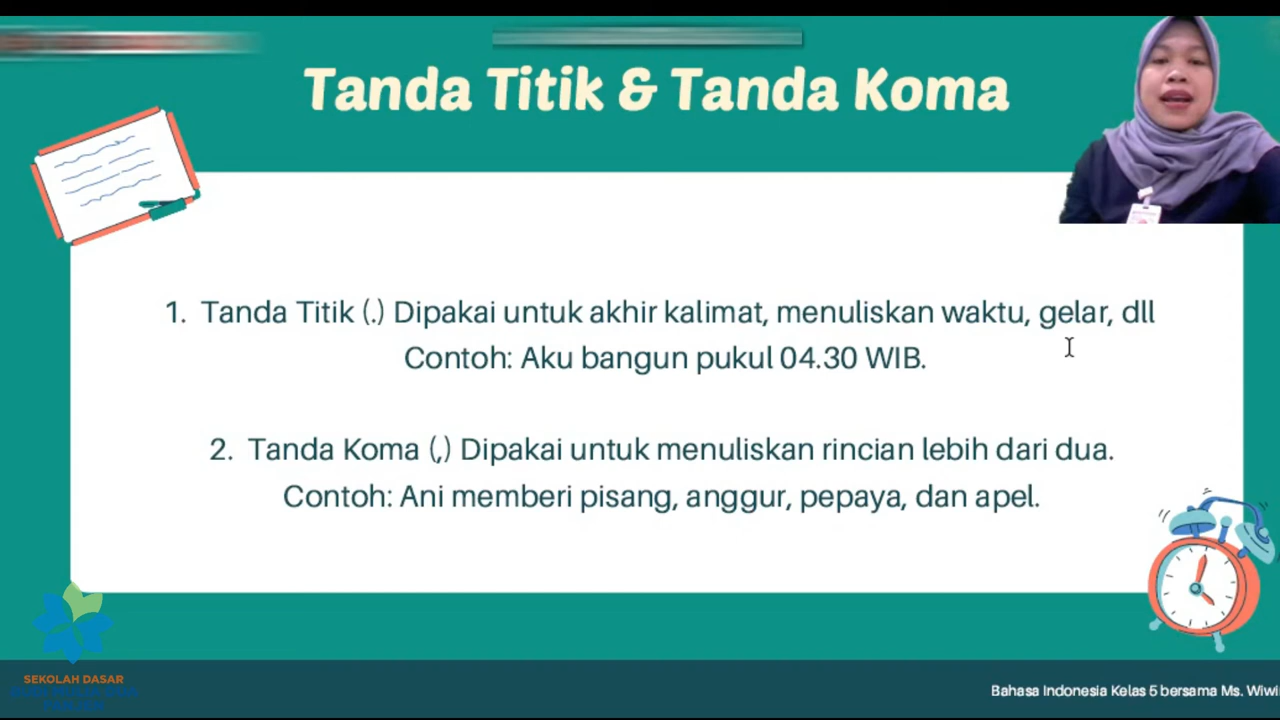 Tanda Titik & Tanda Koma
1. Tanda Titik (.) Dipakai untuk akhir kalimat, menuliskan waktu, gelar, dll
Contoh: Aku bangun pukul 04.30 WIB.
2. Tanda Koma (,) Dipakai untuk menuliskan rincian lebih dari dua.
Contoh: Ani memberi pisang, anggur, pepaya, dan apel.
SEKOLAH DASAR
Bahasa Indonesia Kelas 5 bersama Ms. Wiwi